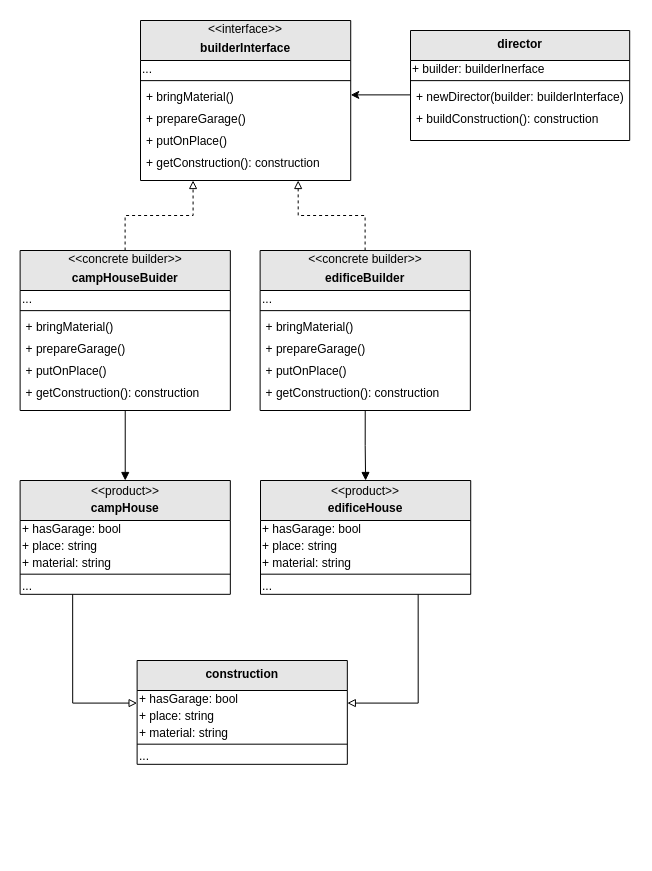 <<interface>>
builderInterface
...
+ bringMaterial()
+ prepareGarage()
+ putOnPlace()
+ getConstruction(): construction
director
+ builder: builderInerface
+ newDirector(builder: builderInterface)
+ buildConstruction(): construction
<<concrete builder>>
campHouseBuider
...
+ bringMaterial()
+ prepareGarage()
+ putOnPlace()
+ getConstruction(): construction
<<concrete builder>>
edificeBuilder
...
+ bringMaterial()
+ prepareGarage()
+ putOnPlace()
+ getConstruction(): construction
<<product>>
campHouse
+ hasGarage: bool
+ place: string
+ material: string
...
<<product>>
edificeHouse
+ hasGarage: bool
+ place: string
+ material: string
...
construction
+ hasGarage: bool
+ place: string
+ material: string
...